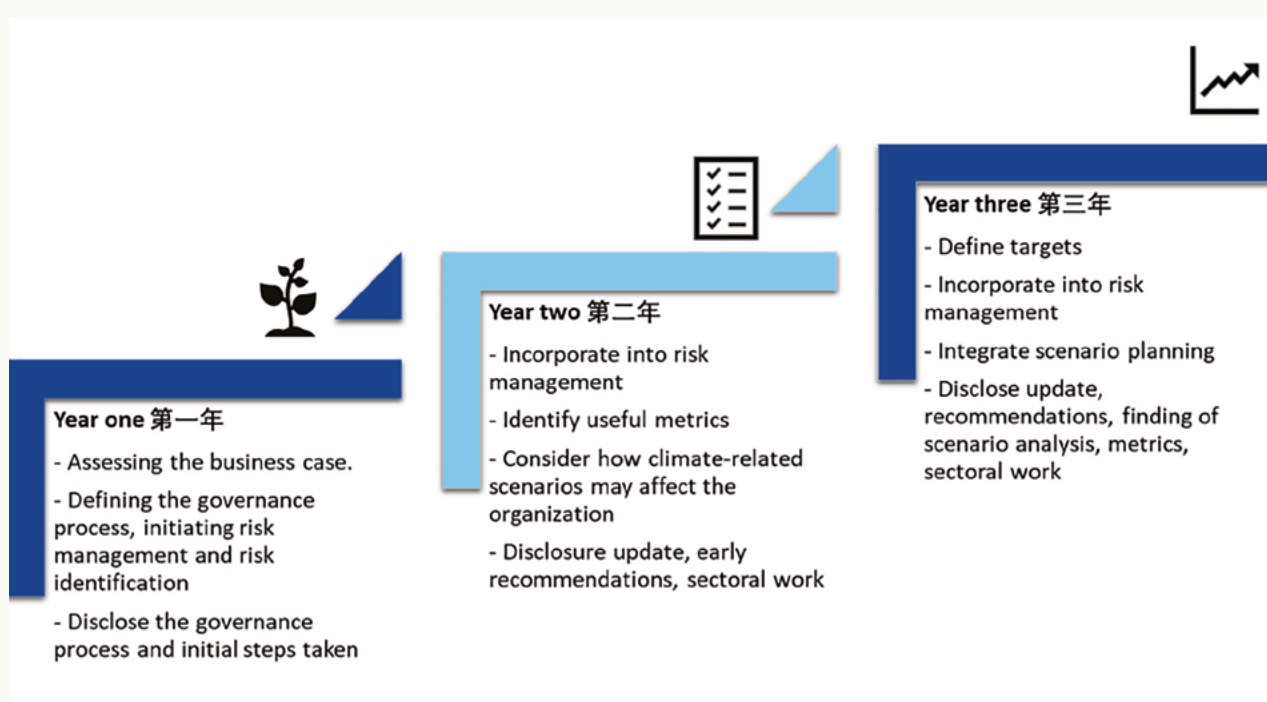 Year one 第一年
- Assessing the business case.
- Defining the governance
process, initiating risk
management and risk
identification
- Disclose the governance
process and initial steps taken
Year two 第二年
- Incorporate into risk
management
- Identify useful metrics
- Consider how climate-related
scenarios may affect the
organization
- Disclosure update, early
recommendations, sectoral work
Year three 第三年
- Define targets
- Incorporate into risk
management
- Integrate scenario planning
- Disclose update,
recommendations, finding of
scenario analysis, metrics,
sectoral work